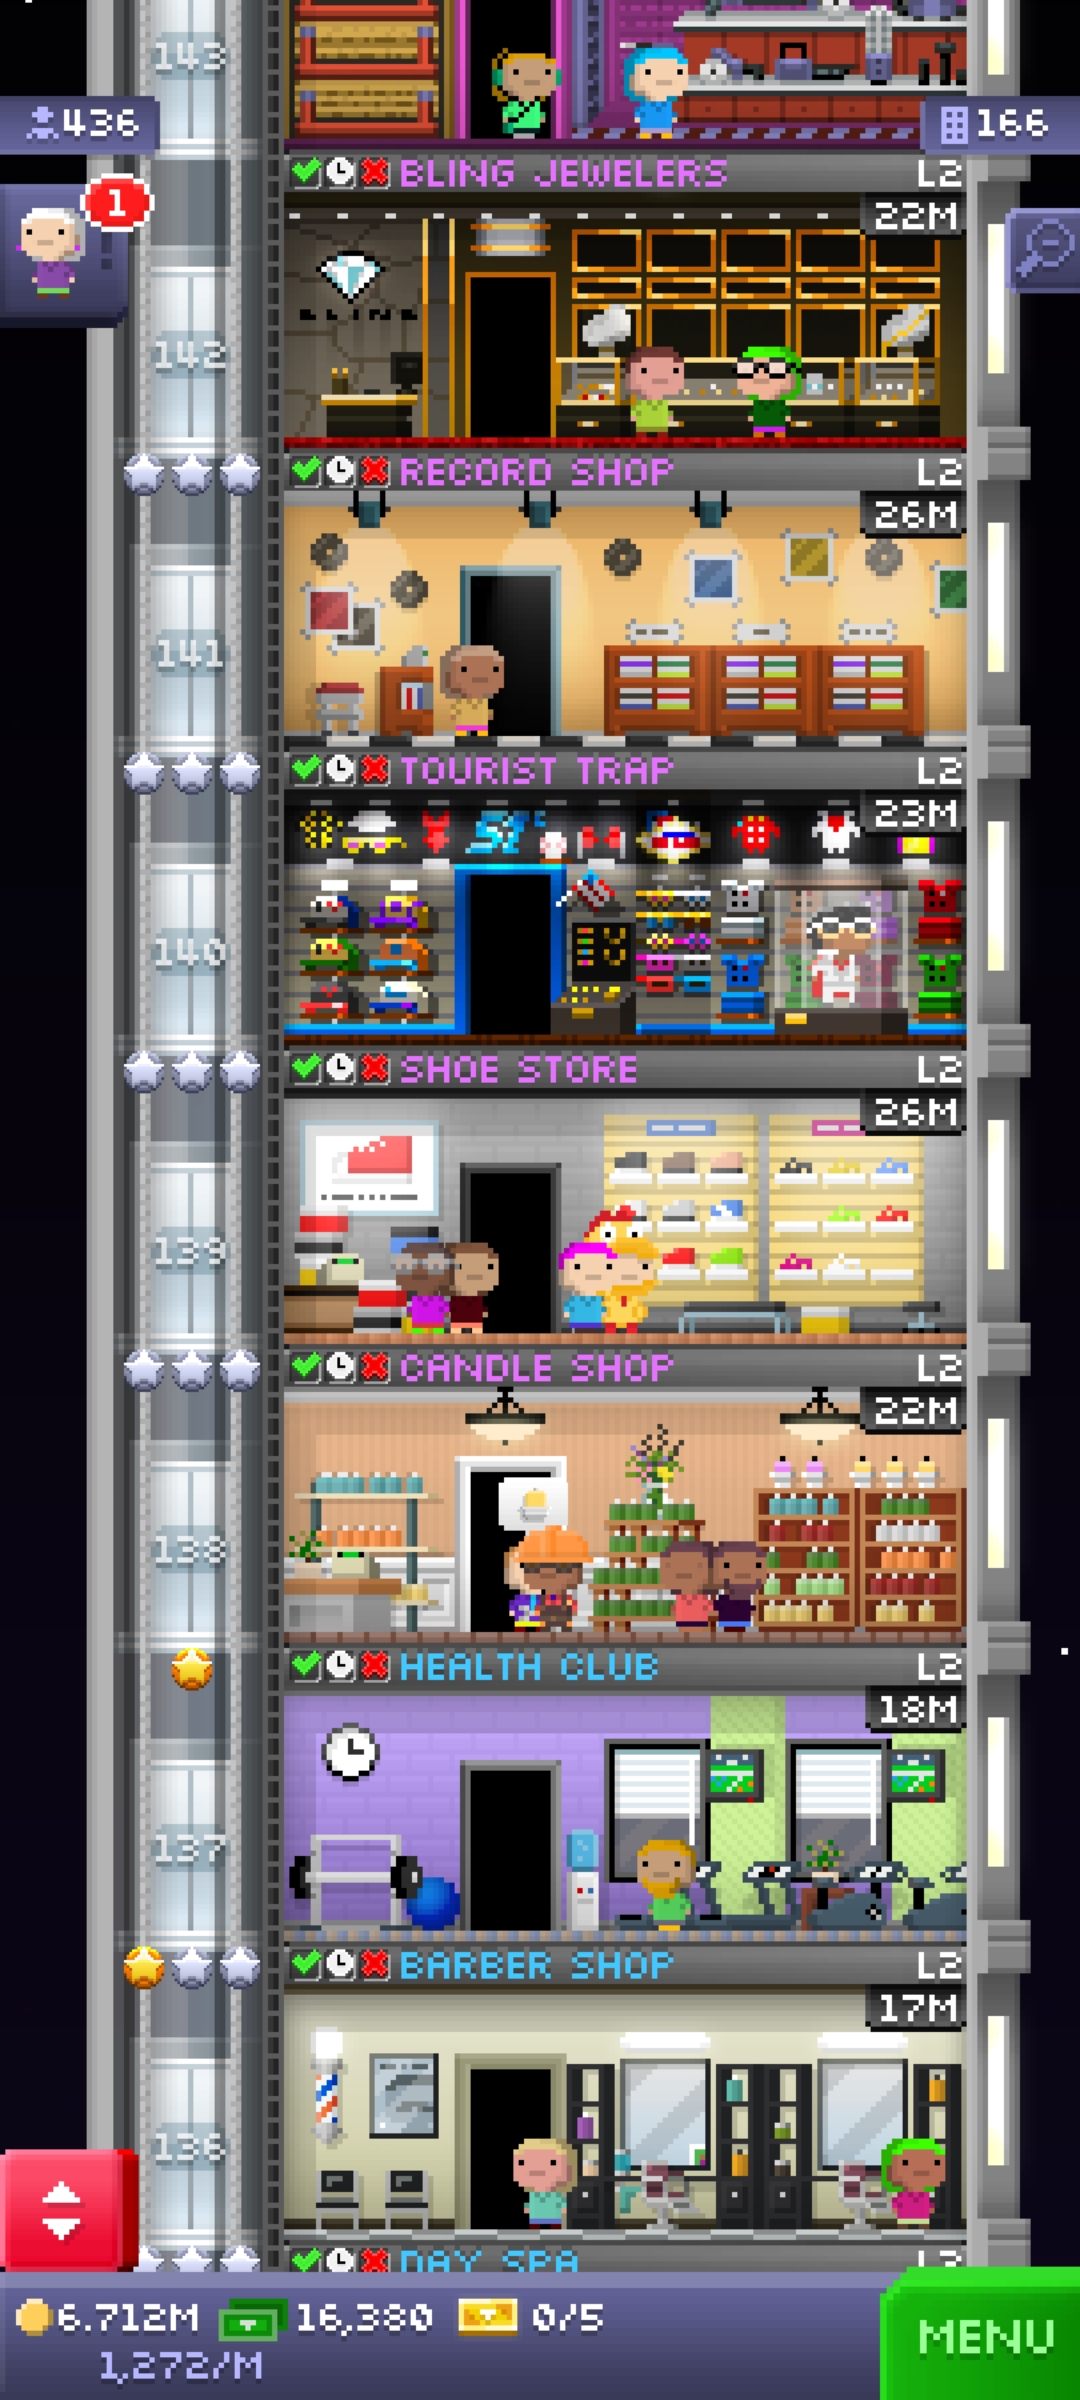 143
436
166
BLING JEWELERS L2
1
22M
BLING
142
RECORD SHOP L2
26M
141
TOURIST TRAP L2
23M
140
SHOE STORE L2
26M
139
CANDLE SHOP L2
22M
138
HEALTH CLUB L2
18M
137
BARBER SHOP L2
17M
136
DAY SPA L3
6.712M 16,380 0/5
MENU
1,272/M